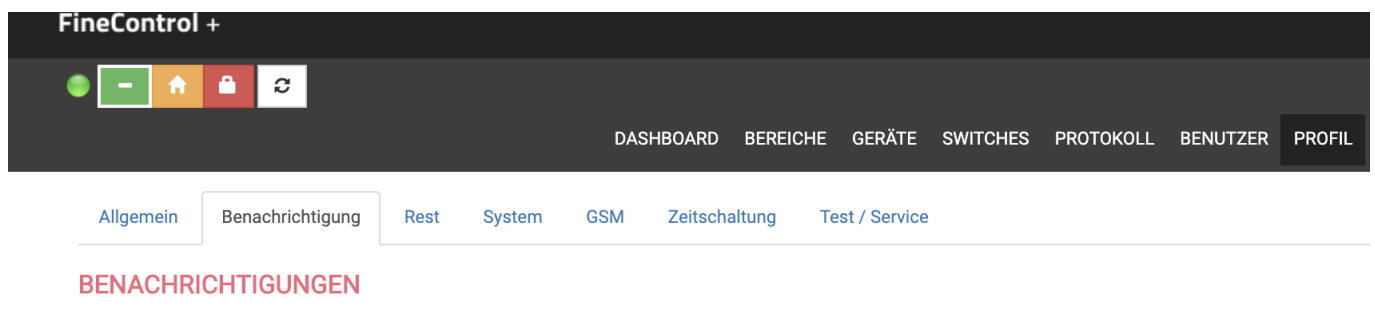 FineControl +
DASHBOARD BEREICHE GERÄTE SWITCHES PROTOKOLL BENUTZER PROFIL
Allgemein Benachrichtigung Rest System GSM Zeitschaltung Test / Service
BENACHRICHTIGUNGEN